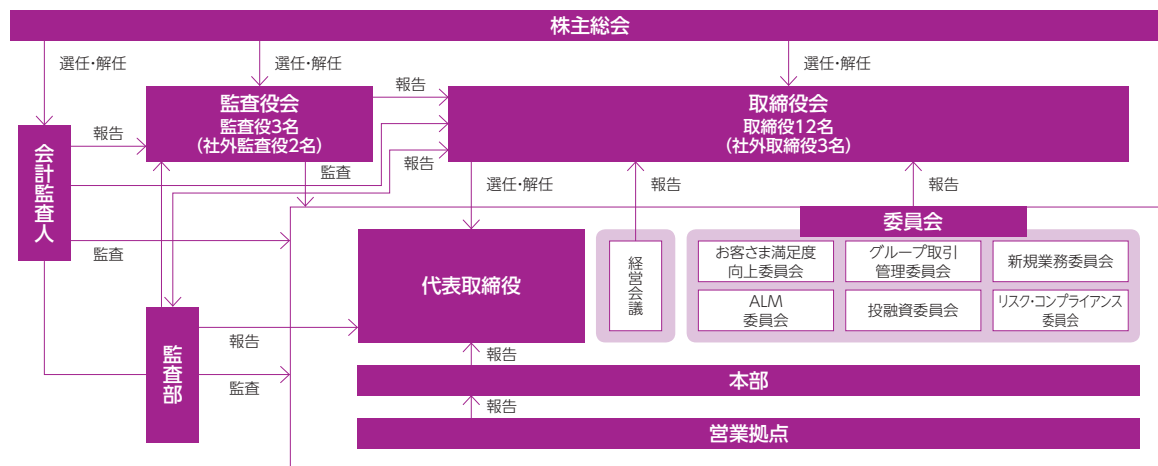 株主総会
選任・解任
選任・解任
選任・解任
監査役会
監査役3名
(社外監査役2名)
報告
取締役会
取締役12名
(社外取締役3名)
会計監査人
報告
報告
監査
選任・解任
報告
報告
委員会
監査
代表取締役
経営会議
お客さま満足度
向上委員会
グループ取引
管理委員会
新規業務委員会
ALM
委員会
投融資委員会
リスク・コンプライアンス
委員会
監査部
報告
報告
監査
本部
報告
営業拠点